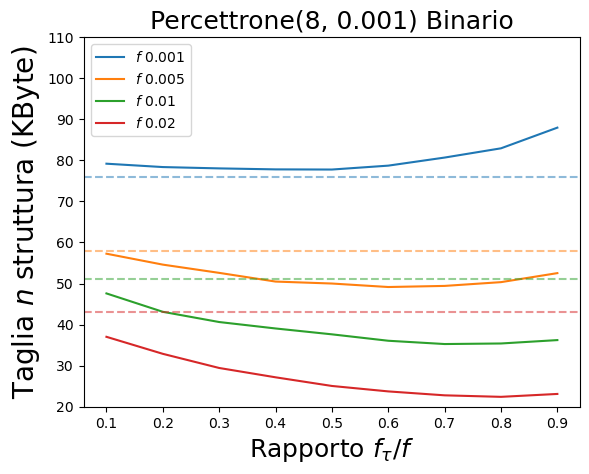 Percettrone(8, 0.001) Binario
Taglia n struttura (KByte)
110
100
90
80
70
60
50
40
30
20
f 0.001
f 0.005
f 0.01
f 0.02
0.1 0.2 0.3 0.4 0.5 0.6 0.7 0.8 0.9
Rapporto f_τ/f